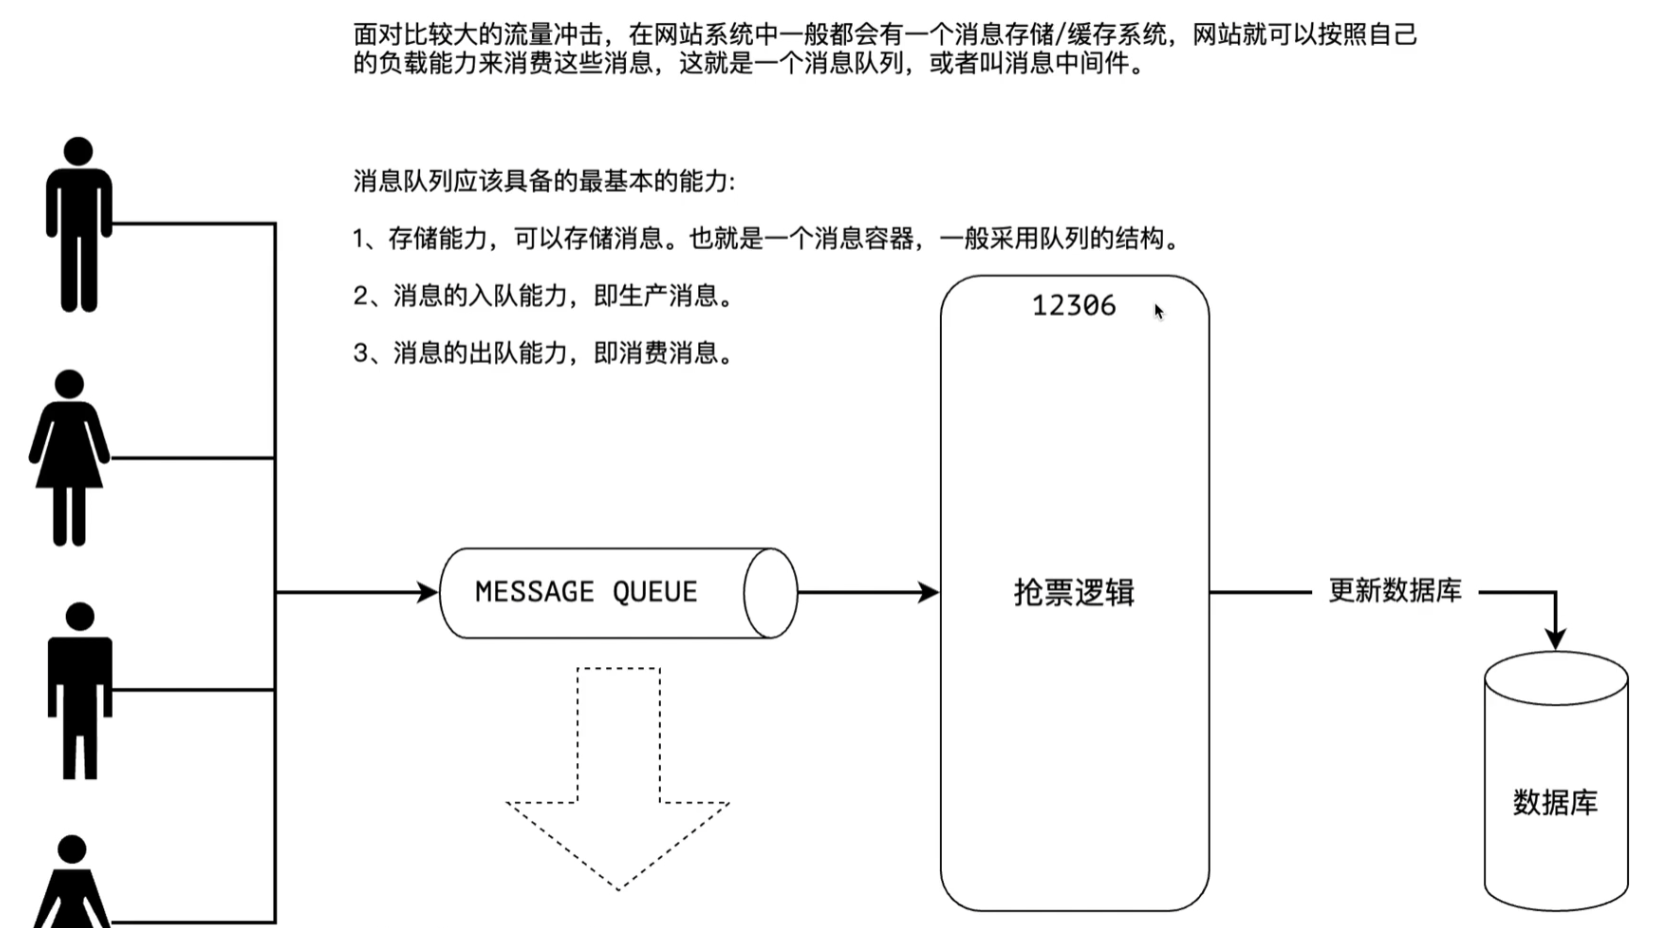 面对比较大的流量冲击，在网站系统中一般都会有一个消息存储/缓存系统，网站就可以按照自己
的负载能力来消费这些消息，这就是一个消息队列，或者叫消息中间件。
消息队列应该具备的最基本的能力:
1、存储能力，可以存储消息。也就是一个消息容器，一般采用队列的结构。
2、消息的入队能力，即生产消息。
3、消息的出队能力，即消费消息。
12306
MESSAGE QUEUE
抢票逻辑
更新数据库
数据库